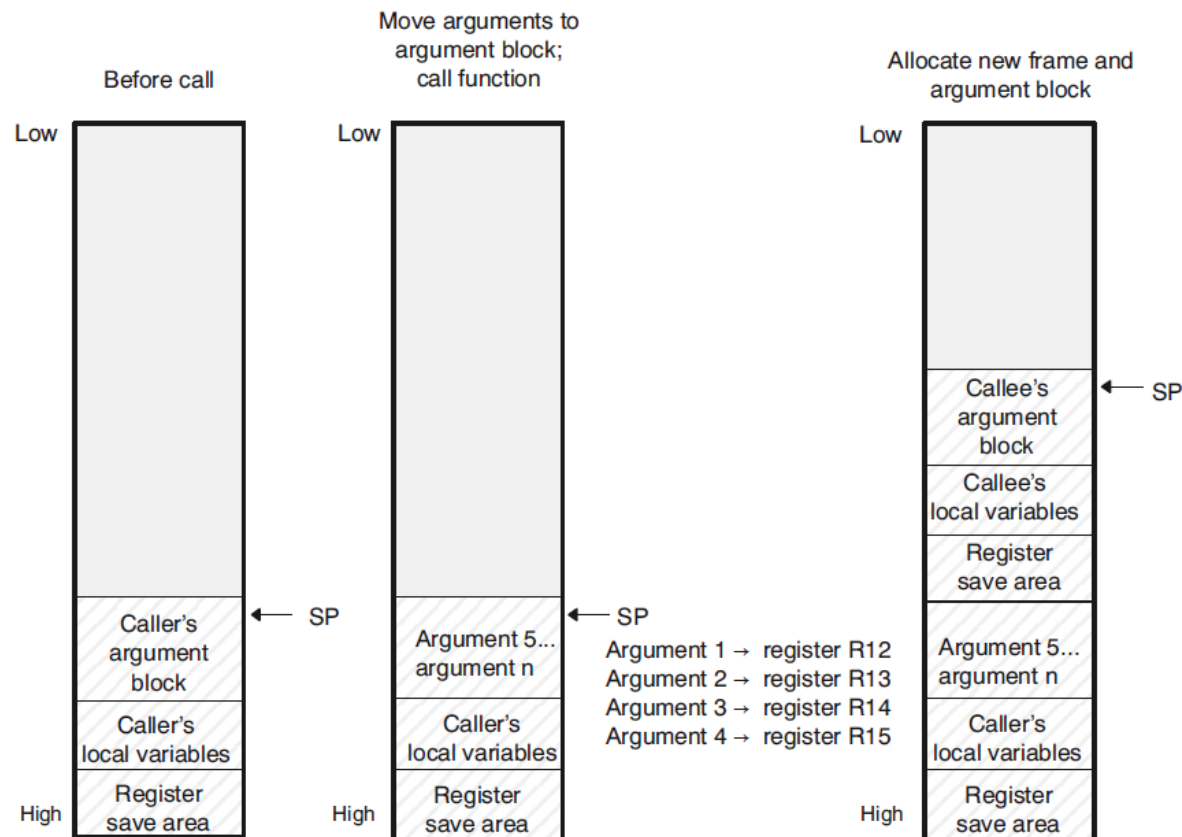 Before call
Low
Caller's
argument
block
Caller's
local variables
Register
save area
High
SP
Move arguments to
argument block;
call function
Low
Argument 5...
argument n
Caller's
local variables
Register
save area
High
SP
Argument 1 → register R12
Argument 2 → register R13
Argument 3 → register R14
Argument 4 → register R15
Allocate new frame and
argument block
Low
Callee's
argument
block
Callee's
local variables
Register
save area
Argument 5...
argument n
Caller's
local variables
Register
save area
High
SP